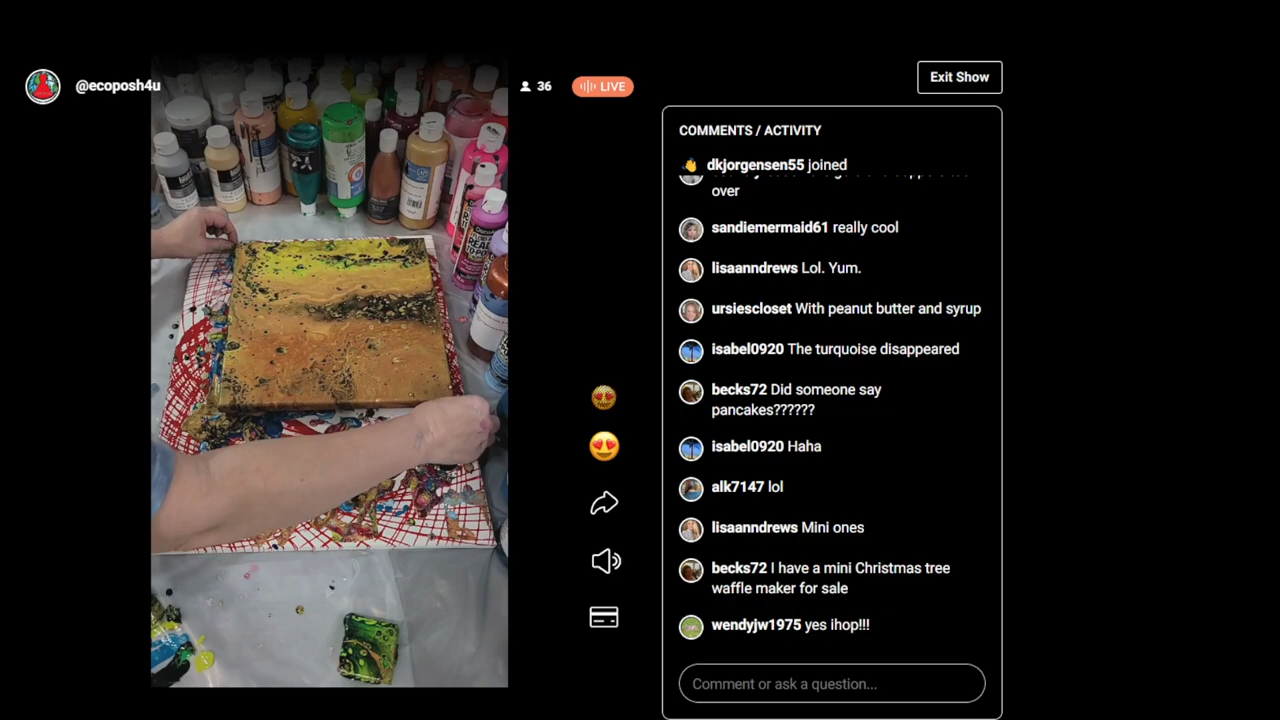 @ecoposh4u
36
LIVE
Exit Show
COMMENTS / ACTIVITY
dkjorgensen55 joined
over
sandiemermaid61 really cool
lisaanndrews Lol. Yum.
ursiescloset With peanut butter and syrup
isabel0920 The turquoise disappeared
becks72 Did someone say
pancakes??????
isabel0920 Haha
alk7147 lol
lisaanndrews Mini ones
becks72 I have a mini Christmas tree
waffle maker for sale
wendyjw1975 yes ihop!!!
Comment or ask a question...